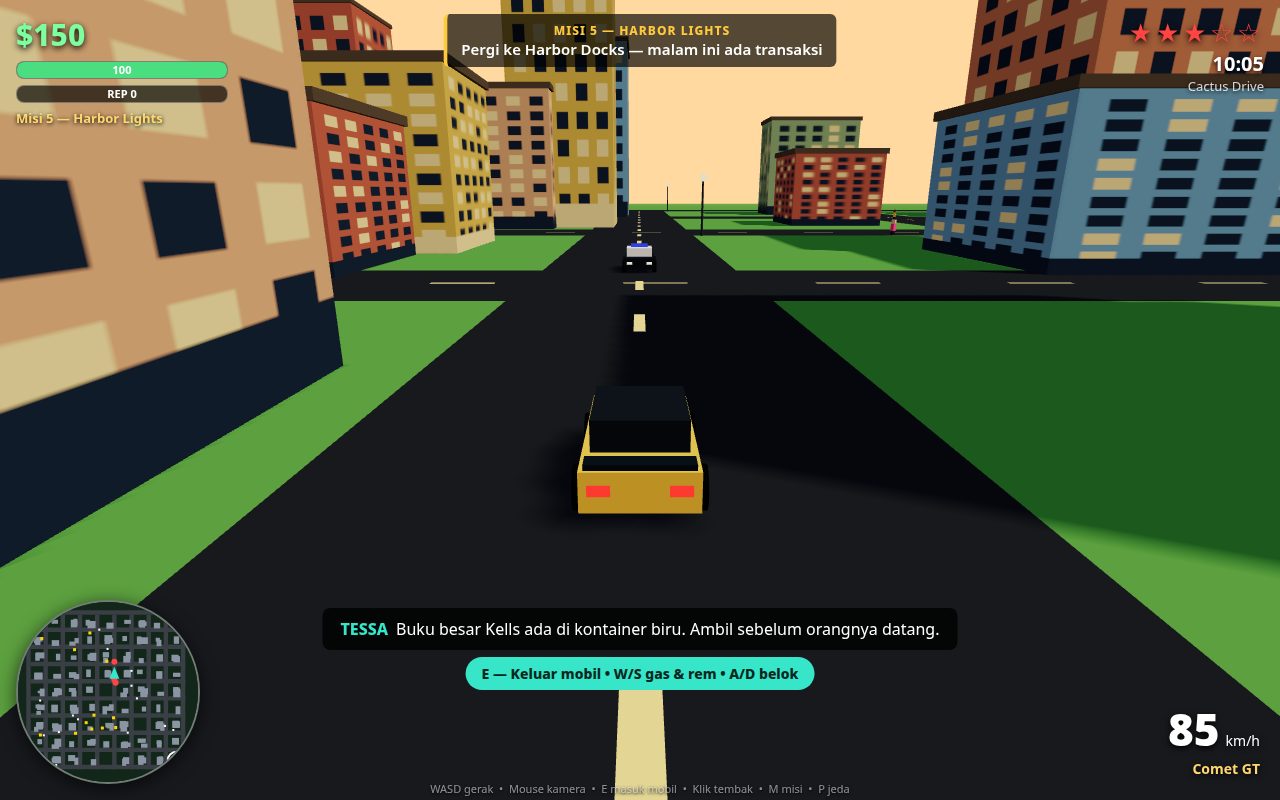 $150
100
REP 0
Misi 5 — Harbor Lights
MISI 5 — HARBOR LIGHTS
Pergi ke Harbor Docks — malam ini ada transaksi
★★★☆☆
10:05
Cactus Drive
TESSA Buku besar Kells ada di kontainer biru. Ambil sebelum orangnya datang.
E — Keluar mobil • W/S gas & rem • A/D belok
85 km/h
Comet GT
WASD gerak • Mouse kamera • E masuk mobil • Klik tembak • M misi • P jeda